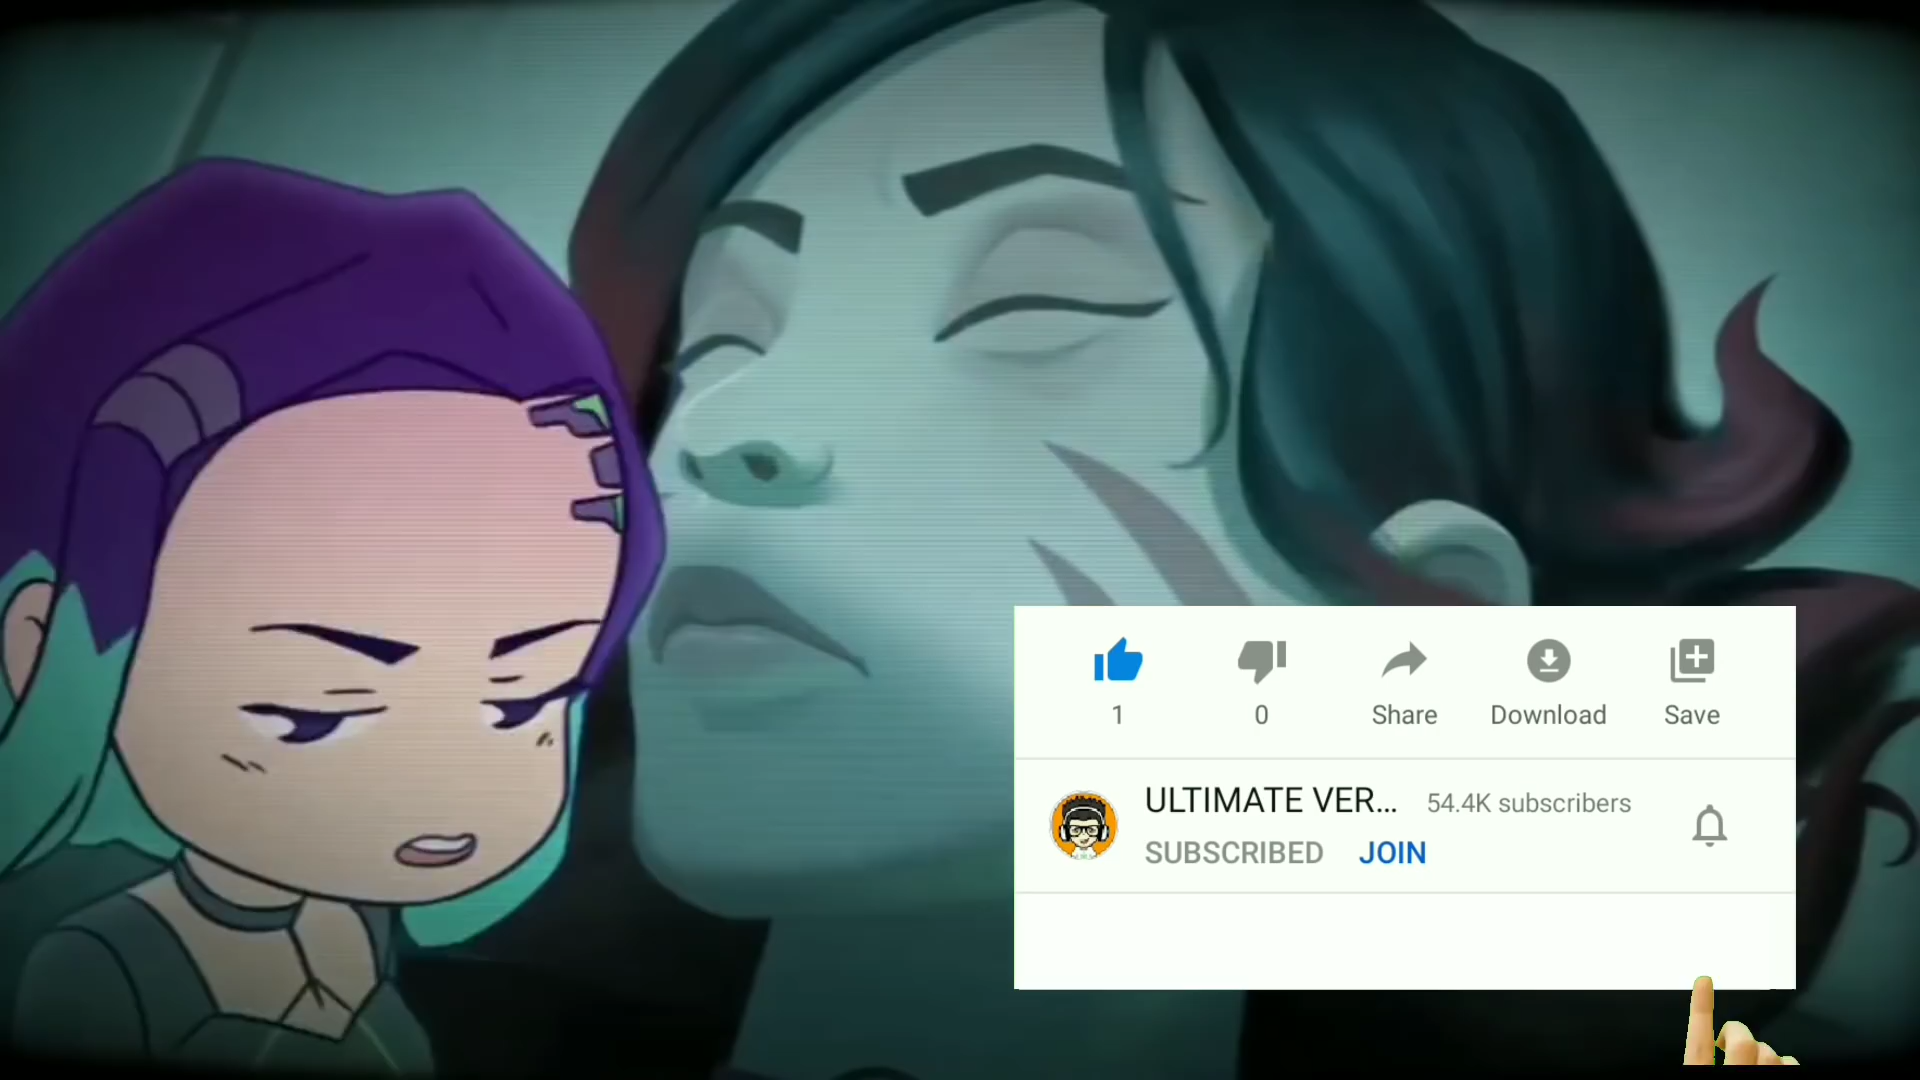 1 0 Share Download Save
ULTIMATE VER... 54.4K subscribers
SUBSCRIBED JOIN